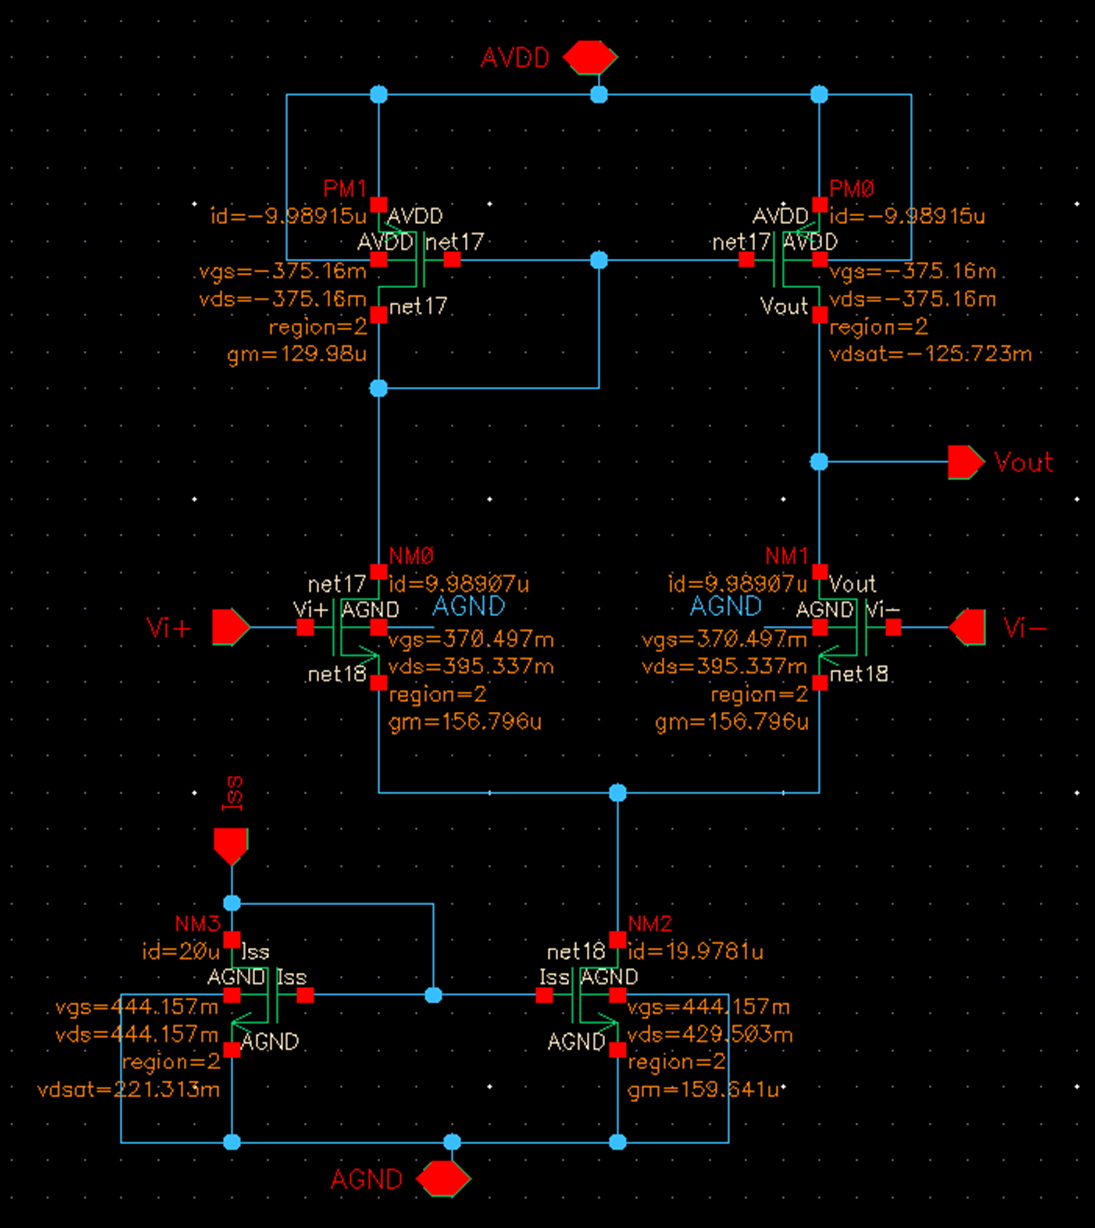 AVDD
PM1
id=-9.98915u
AVDD
AVDD
net17
vgs=-375.16m
vds=-375.16m
net17
region=2
gm=129.98u
PM0
AVDD
id=-9.98915u
net17
AVDD
vgs=-375.16m
vds=-375.16m
Vout
region=2
vdsat=-125.723m
Vout
NM0
net17
id=9.98907u
Vi+
Vi+
AGND
AGND
vgs=370.497m
vds=395.337m
net18
region=2
gm=156.796u
NM1
id=9.98907u
Vout
AGND
AGND
Vi-
Vi-
vgs=370.497m
vds=395.337m
net18
region=2
gm=156.796u
Iss
NM3
id=20u
Iss
AGND
Iss
vgs=444.157m
vds=444.157m
AGND
region=2
vdsat=221.313m
NM2
net18
id=19.9781u
Iss
AGND
vgs=444.157m
vds=429.503m
AGND
region=2
gm=159.641u
AGND